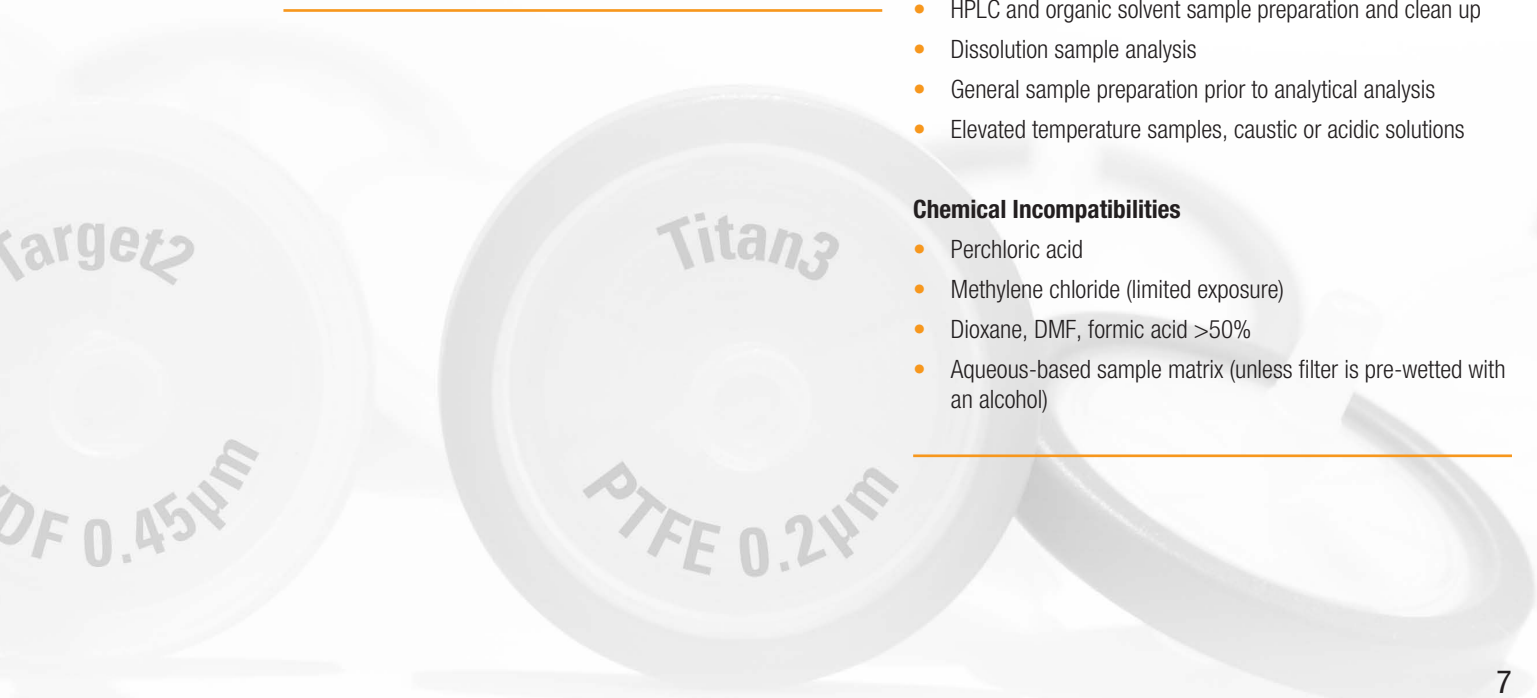 • HPLC and organic solvent sample preparation and clean up
• Dissolution sample analysis
• General sample preparation prior to analytical analysis
• Elevated temperature samples, caustic or acidic solutions
Chemical Incompatibilities
• Perchloric acid
• Methylene chloride (limited exposure)
• Dioxane, DMF, formic acid >50%
• Aqueous-based sample matrix (unless filter is pre-wetted with
an alcohol)
Target2
DF 0.45µm
Titan3
PTFE 0.2µm
7